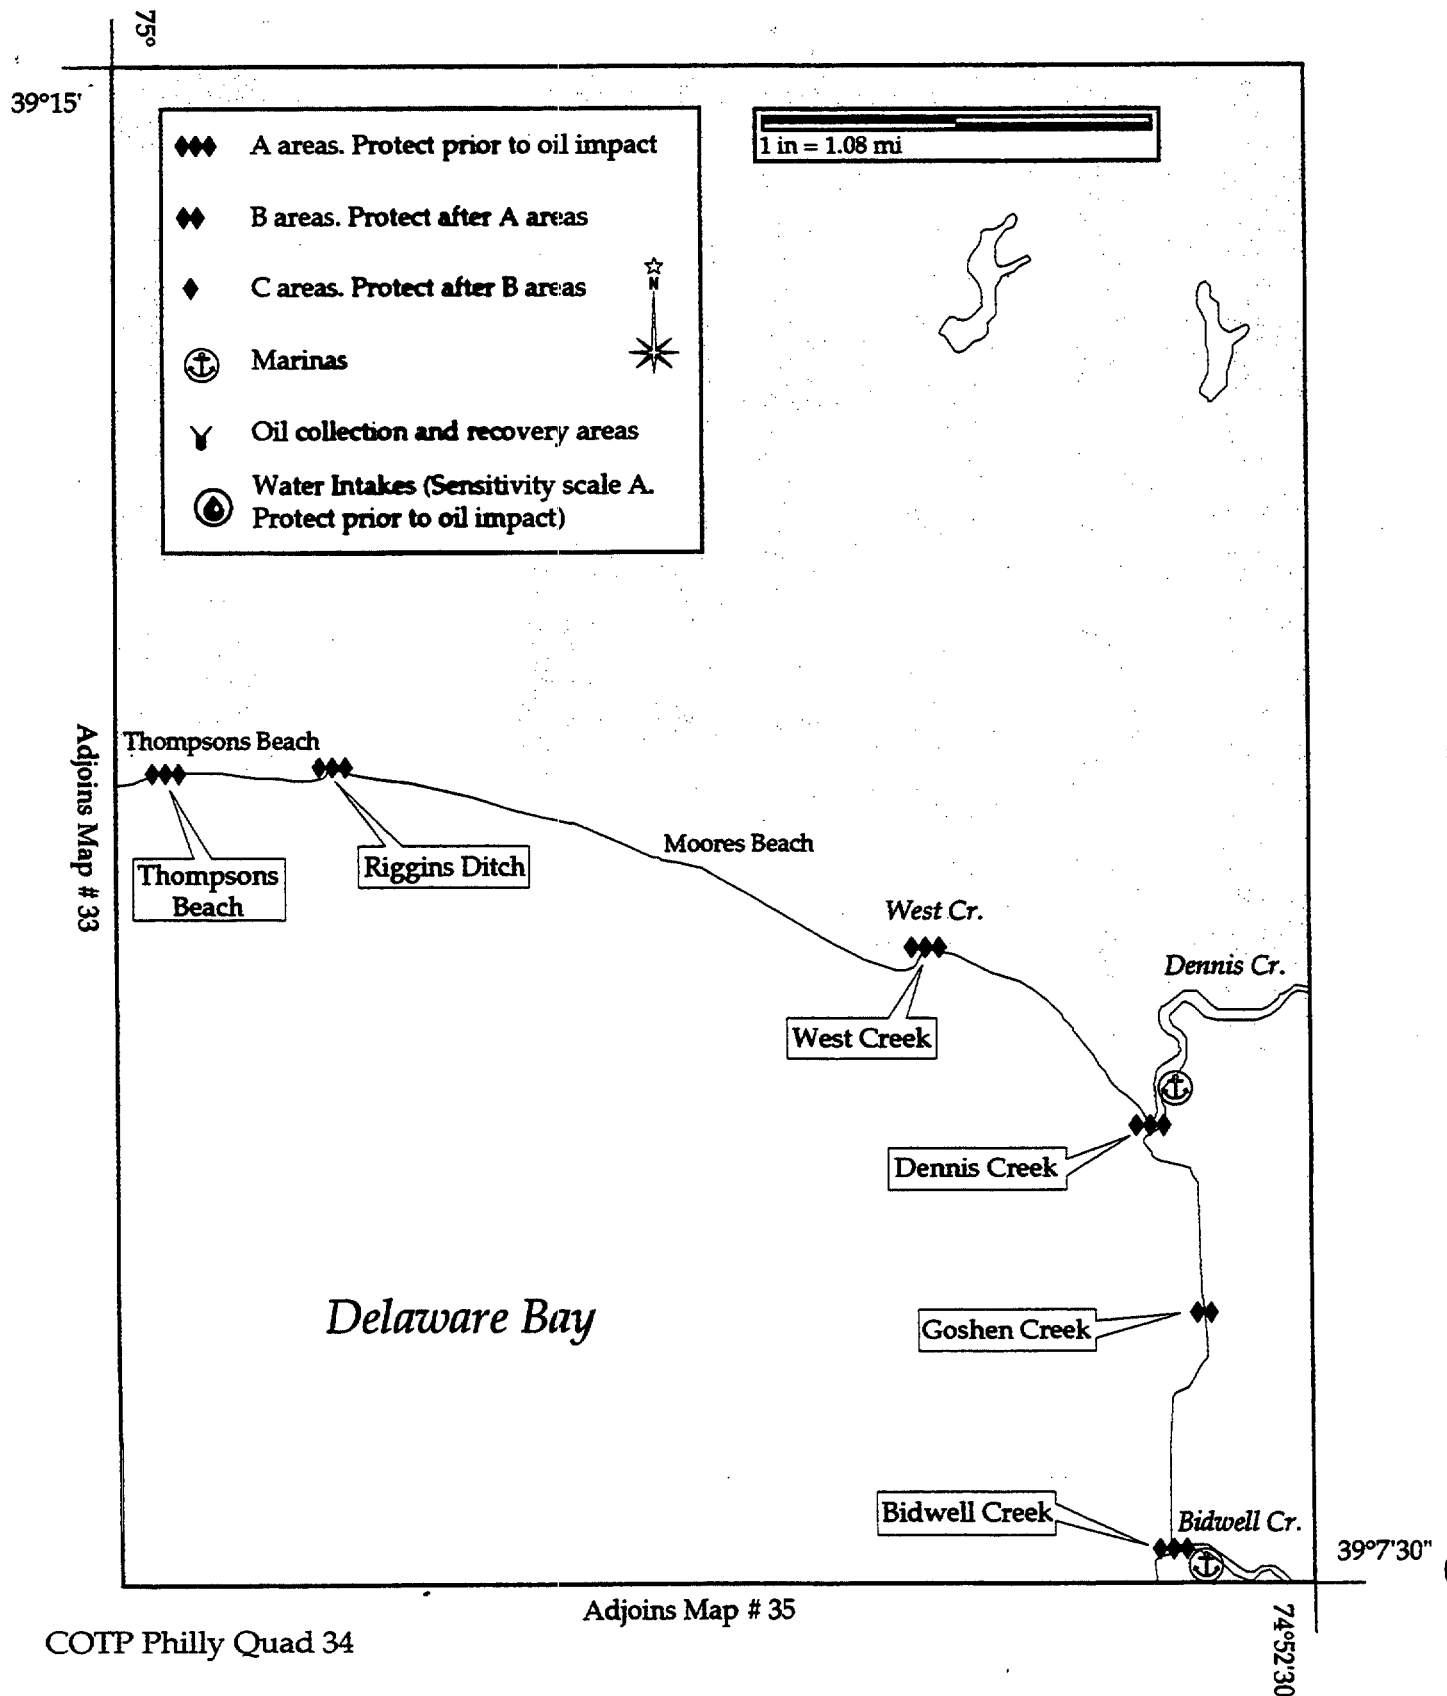 75°
39°15'
A areas. Protect prior to oil impact
1 in = 1.08 mi
B areas. Protect after A areas
C areas. Protect after B areas
N
Marinas
Oil collection and recovery areas
Water Intakes (Sensitivity scale A.
Protect prior to oil impact)
Adjoins Map # 33
Thompsons Beach
Moores Beach
Riggins Ditch
Thompsons
Beach
West Cr.
Dennis Cr.
West Creek
Dennis Creek
Delaware Bay
Goshen Creek
Bidwell Creek
Bidwell Cr.
39°7'30"
Adjoins Map # 35
74°52'30
COTP Philly Quad 34